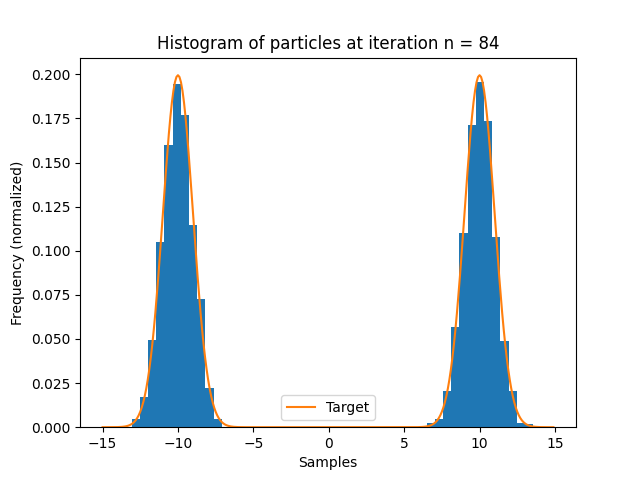 Histogram of particles at iteration n = 84
Frequency (normalized)
0.200
0.175
0.150
0.125
0.100
0.075
0.050
0.025
0.000
Target
−15 −10 −5 0 5 10 15
Samples